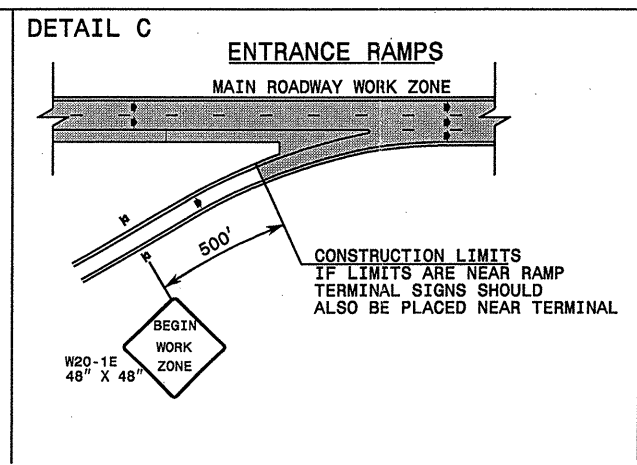 DETAIL C
ENTRANCE RAMPS
MAIN ROADWAY WORK ZONE
500'
CONSTRUCTION LIMITS
IF LIMITS ARE NEAR RAMP
TERMINAL SIGNS SHOULD
ALSO BE PLACED NEAR TERMINAL
BEGIN
WORK
ZONE
W20-1E
48" X 48"